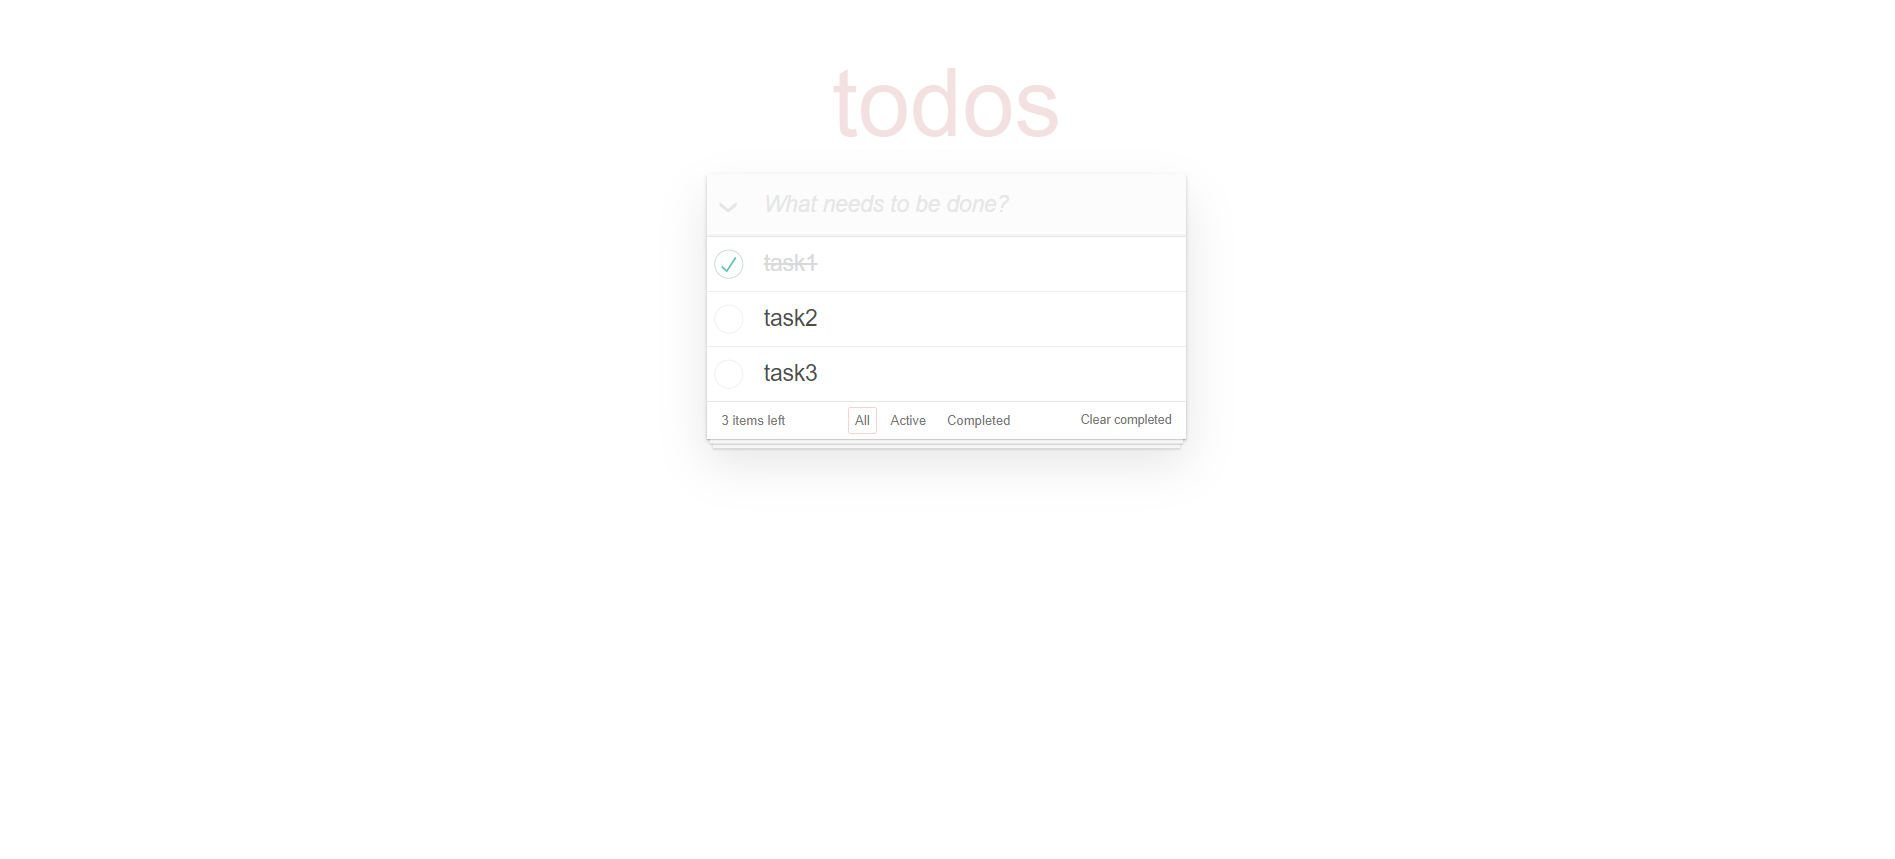 todos
What needs to be done?
task1
task2
task3
3 items left All Active Completed Clear completed